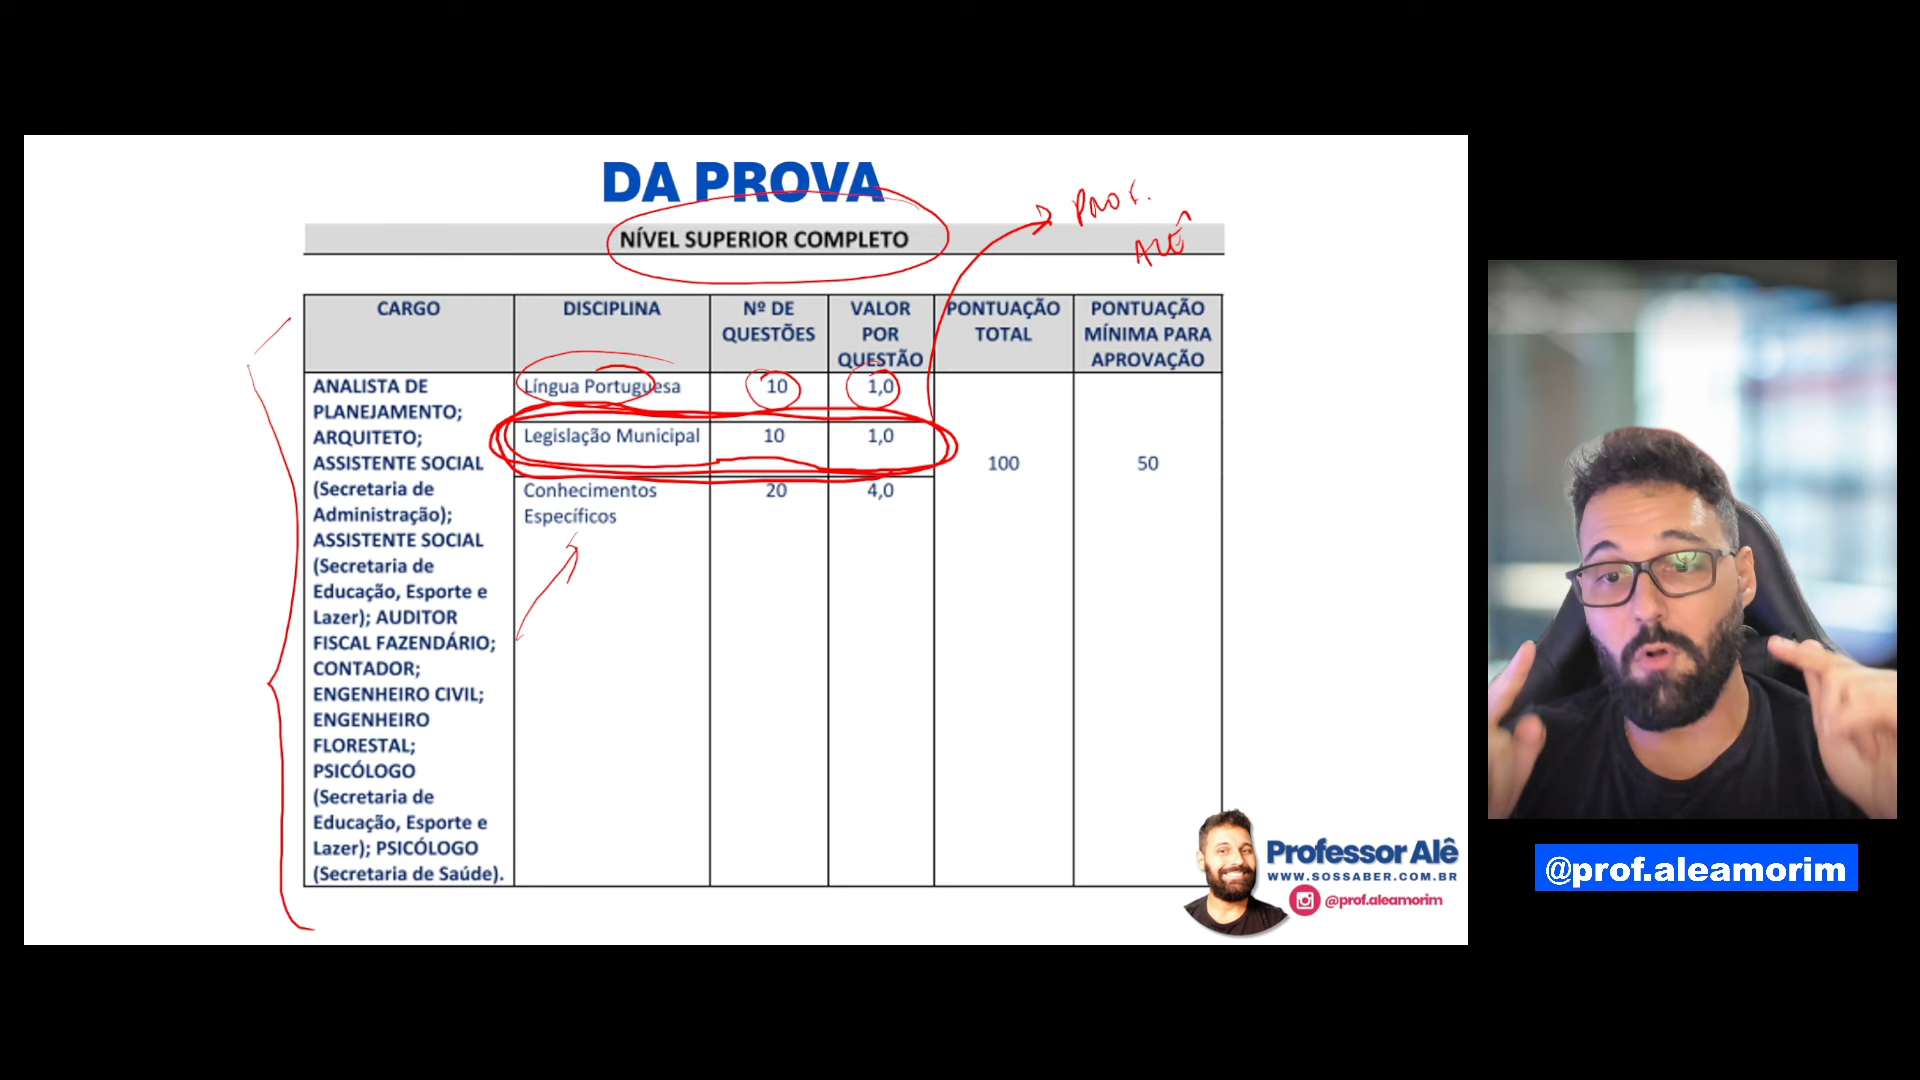 DA PROVA
NÍVEL SUPERIOR COMPLETO
PROF.
ALÊ
CARGO
DISCIPLINA
Nº DE
QUESTÕES
VALOR
POR
QUESTÃO
PONTUAÇÃO
TOTAL
PONTUAÇÃO
MÍNIMA PARA
APROVAÇÃO
ANALISTA DE
PLANEJAMENTO;
ARQUITETO;
ASSISTENTE SOCIAL
(Secretaria de
Administração);
ASSISTENTE SOCIAL
(Secretaria de
Educação, Esporte e
Lazer); AUDITOR
FISCAL FAZENDÁRIO;
CONTADOR;
ENGENHEIRO CIVIL;
ENGENHEIRO
FLORESTAL;
PSICÓLOGO
(Secretaria de
Educação, Esporte e
Lazer); PSICÓLOGO
(Secretaria de Saúde).
Língua Portuguesa 10 1,0
Legislação Municipal 10 1,0
Conhecimentos
Específicos
20 4,0
100
50
Professor Alê
WWW.SOSSABER.COM.BR
@prof.aleamorim
@prof.aleamorim